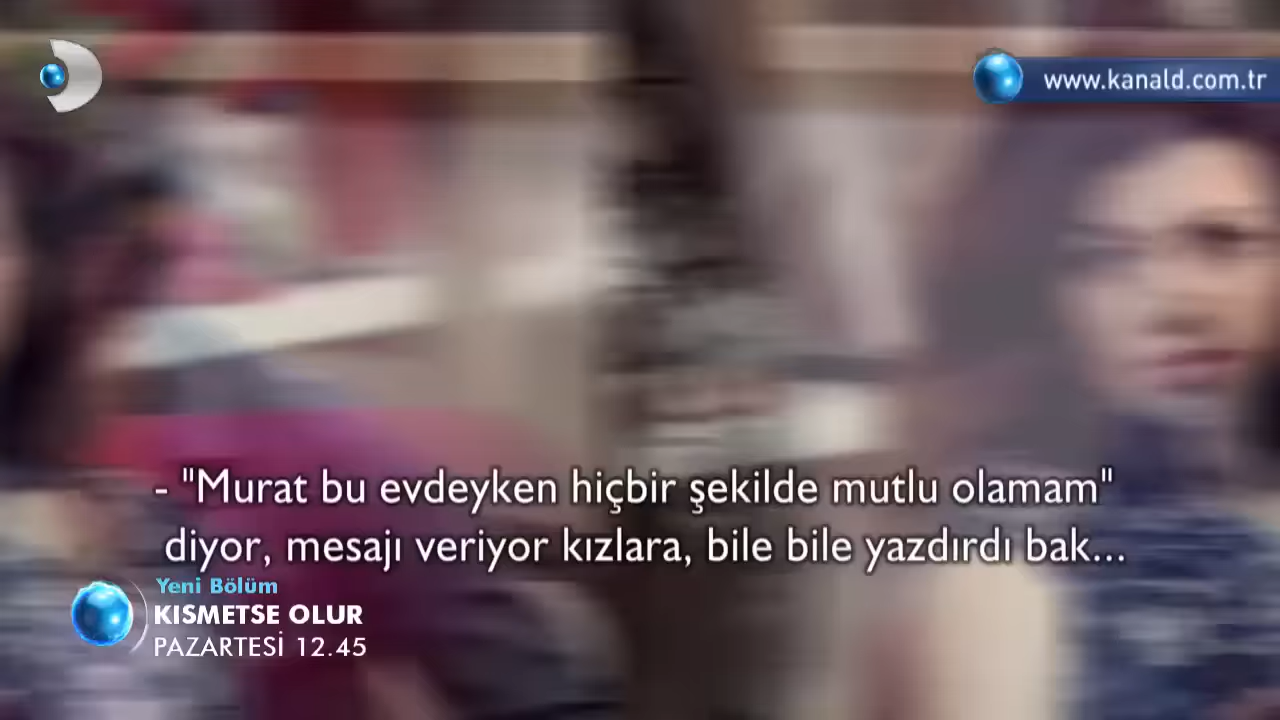 www.kanald.com.tr
- "Murat bu evdeyken hiçbir şekilde mutlu olamam"
diyor, mesajı veriyor kızlara, bile bile yazdırdı bak...
Yeni Bölüm
KISMETSE OLUR
PAZARTESİ 12.45